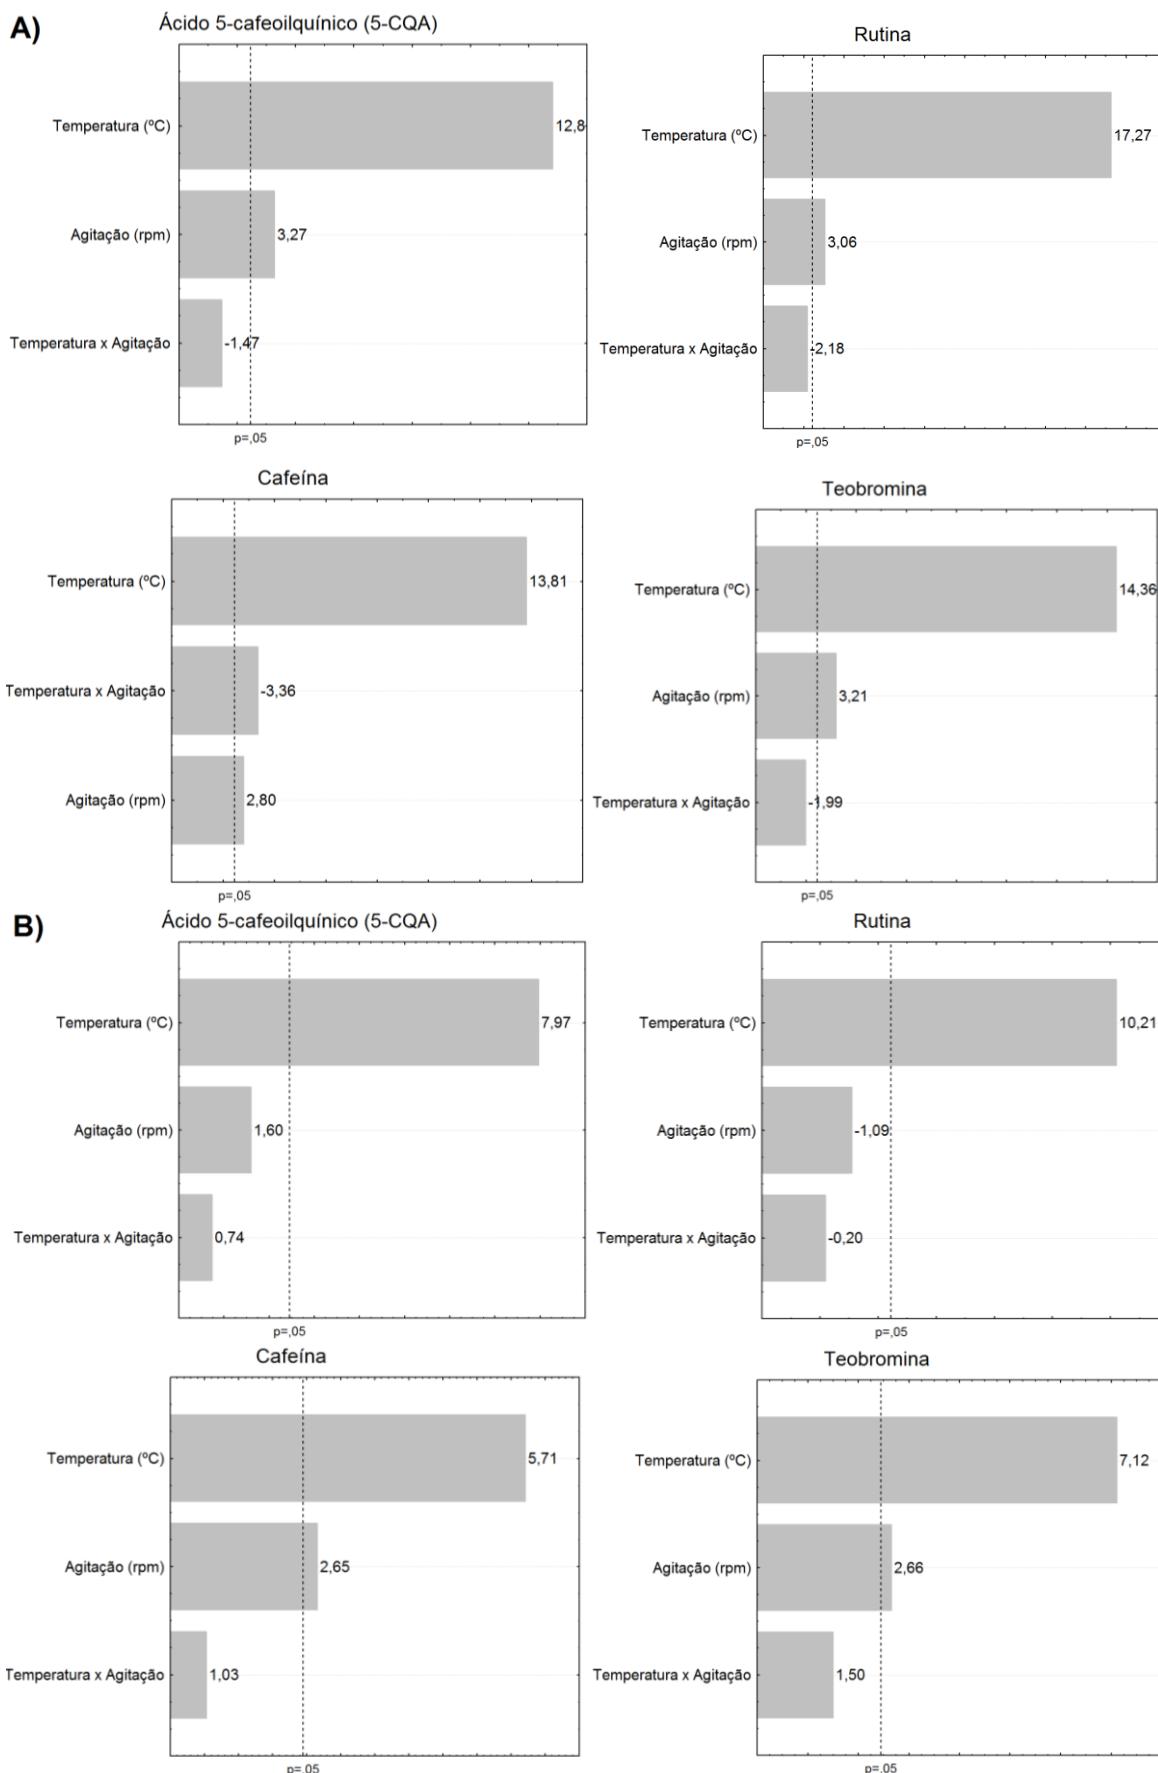 A)
Ácido 5-cafeoilquínico (5-CQA)
Temperatura (ºC)
12,8
Agitação (rpm)
3,27
Temperatura x Agitação
-1,47
p=,05
Rutina
Temperatura (ºC)
17,27
Agitação (rpm)
3,06
Temperatura x Agitação
-2,18
p=,05
Cafeína
Temperatura (ºC)
13,81
Temperatura x Agitação
-3,36
Agitação (rpm)
2,80
p=,05
Teobromina
Temperatura (ºC)
14,36
Agitação (rpm)
3,21
Temperatura x Agitação
-1,99
p=,05
B)
Ácido 5-cafeoilquínico (5-CQA)
Temperatura (ºC)
7,97
Agitação (rpm)
1,60
Temperatura x Agitação
0,74
p=,05
Rutina
Temperatura (ºC)
10,21
Agitação (rpm)
-1,09
Temperatura x Agitação
-0,20
p=,05
Cafeína
Temperatura (ºC)
5,71
Agitação (rpm)
2,65
Temperatura x Agitação
1,03
p=,05
Teobromina
Temperatura (ºC)
7,12
Agitação (rpm)
2,66
Temperatura x Agitação
1,50
p=,05